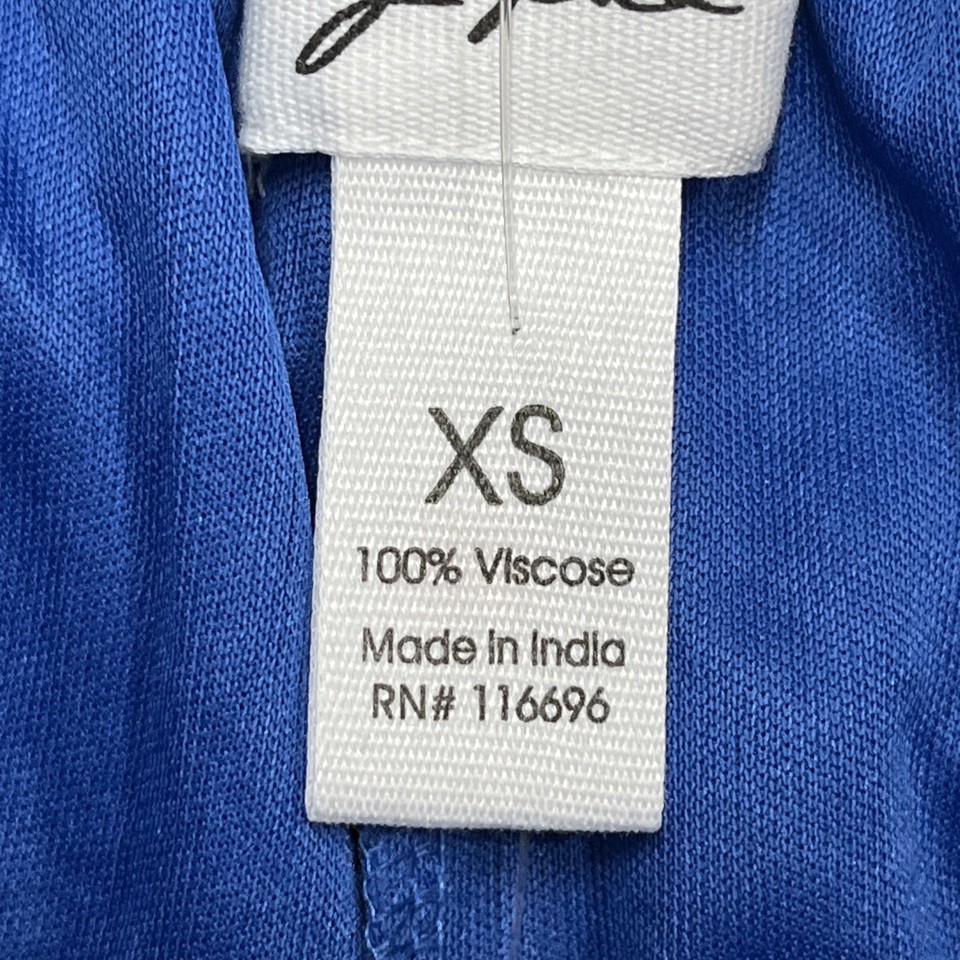 XS
100% Viscose
Made in India
RN# 116696